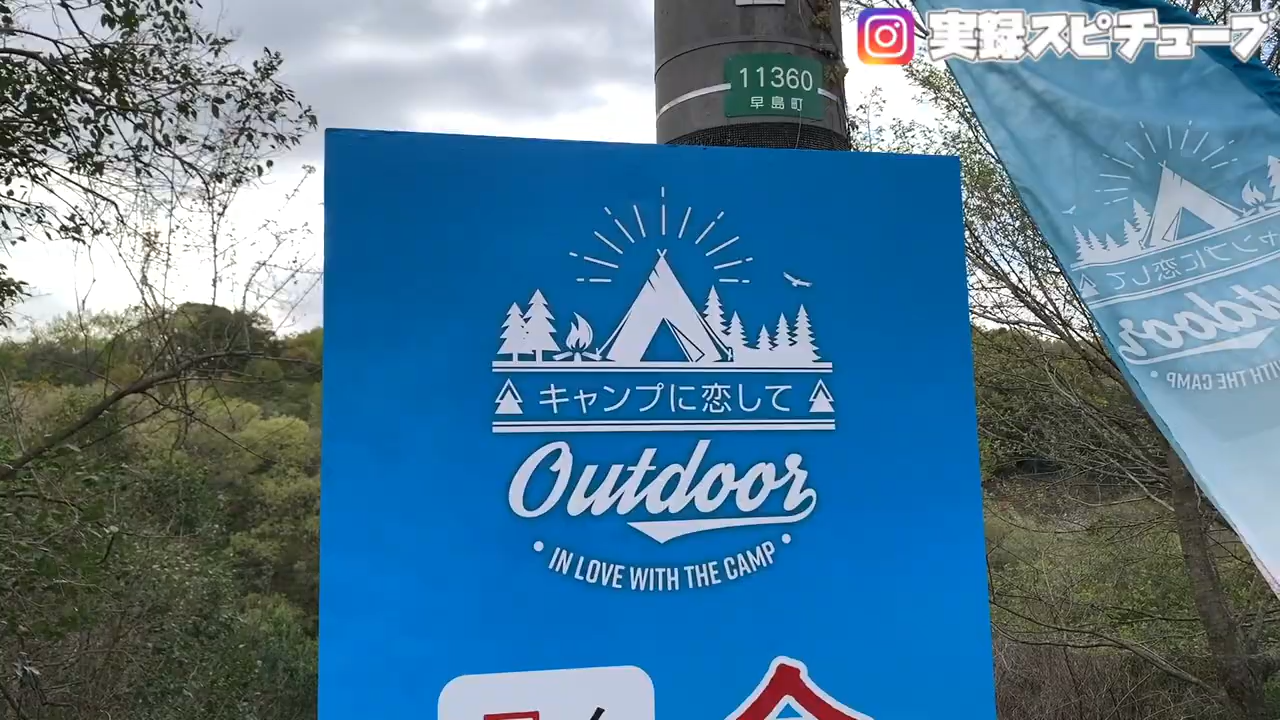 実録スピチューブ
11360
早島町
キャンプに恋して
Outdoor
IN LOVE WITH THE CAMP
キャンプに恋して
Outdoor
WITH THE CAMP